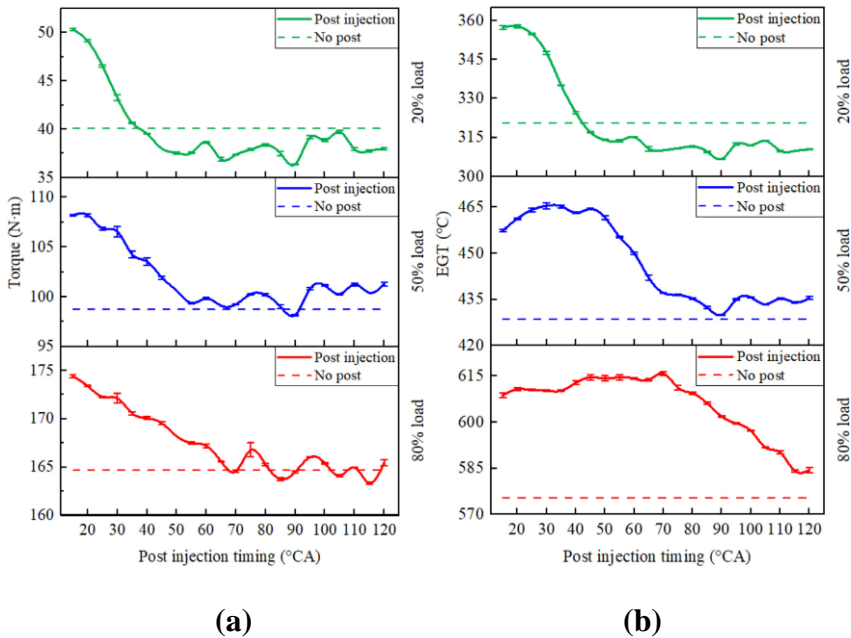 50
45
40
35
Post injection
No post
20% load
110
105
100
95
Post injection
No post
50% load
175
170
165
160
Post injection
No post
80% load
Torque (N·m)
20 30 40 50 60 70 80 90 100 110 120
Post injection timing (°CA)
(a)
360
345
330
315
300
Post injection
No post
20% load
465
450
435
420
Post injection
No post
50% load
615
600
585
570
Post injection
No post
80% load
EGT (℃)
20 30 40 50 60 70 80 90 100 110 120
Post injection timing (°CA)
(b)